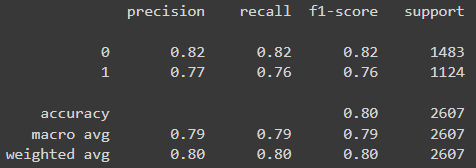 precision recall f1-score support
0 0.82 0.82 0.82 1483
1 0.77 0.76 0.76 1124
accuracy 0.80 2607
macro avg 0.79 0.79 0.79 2607
weighted avg 0.80 0.80 0.80 2607